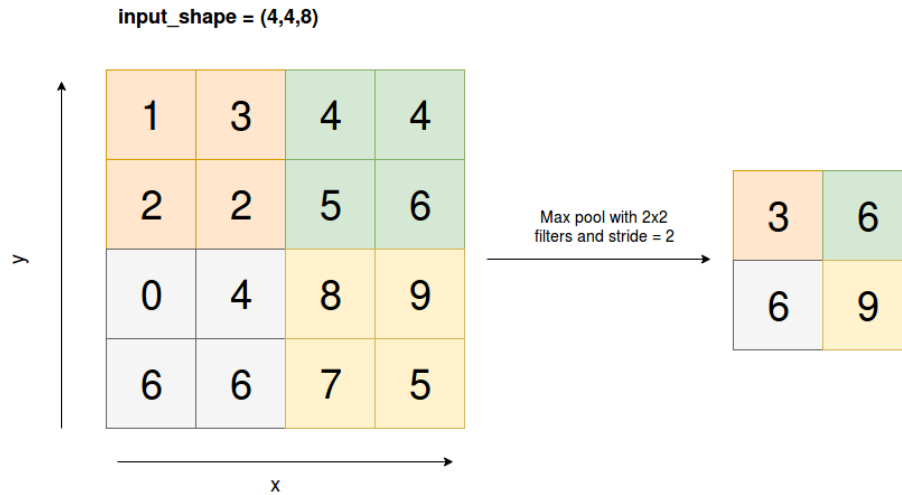 input_shape = (4,4,8)
1 3 4 4
2 2 5 6
0 4 8 9
6 6 7 5
y
x
Max pool with 2x2
filters and stride = 2
3 6
6 9